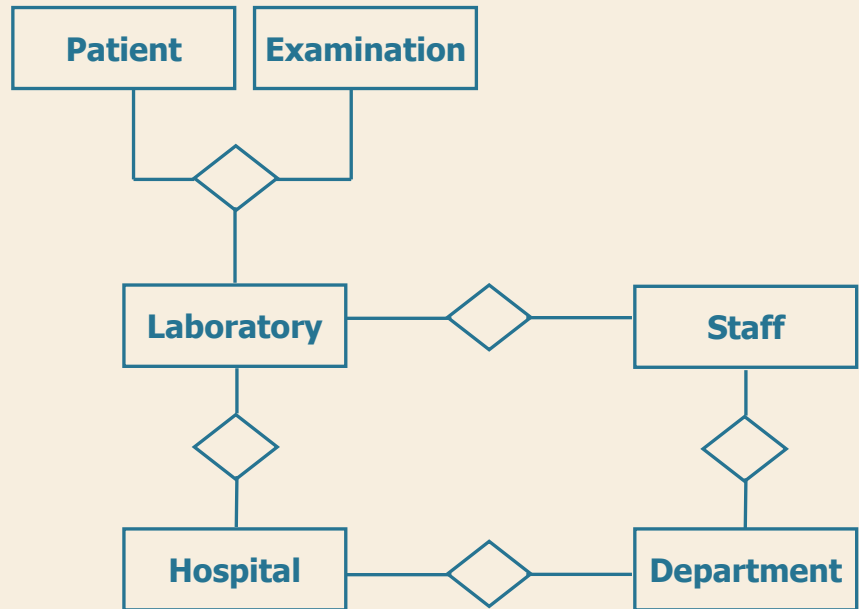 Patient
Examination
Laboratory
Staff
Hospital
Department